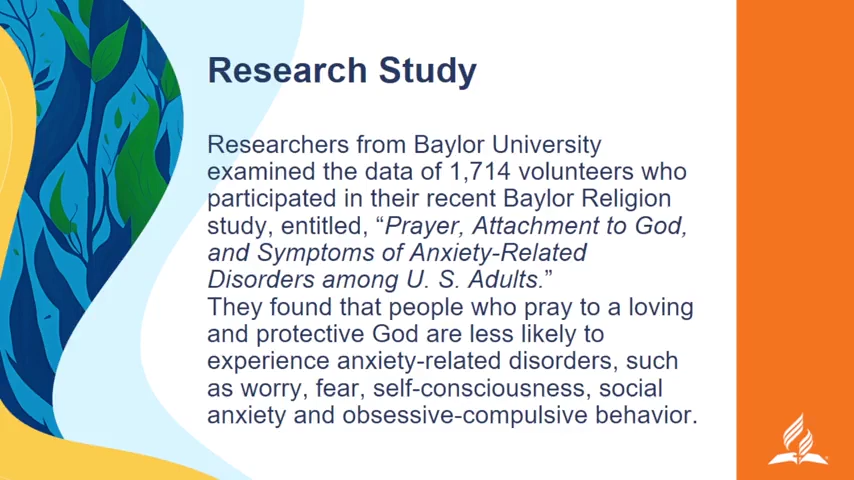 Research Study
Researchers from Baylor University
examined the data of 1,714 volunteers who
participated in their recent Baylor Religion
study, entitled, “Prayer, Attachment to God,
and Symptoms of Anxiety-Related
Disorders among U. S. Adults.”
They found that people who pray to a loving
and protective God are less likely to
experience anxiety-related disorders, such
as worry, fear, self-consciousness, social
anxiety and obsessive-compulsive behavior.